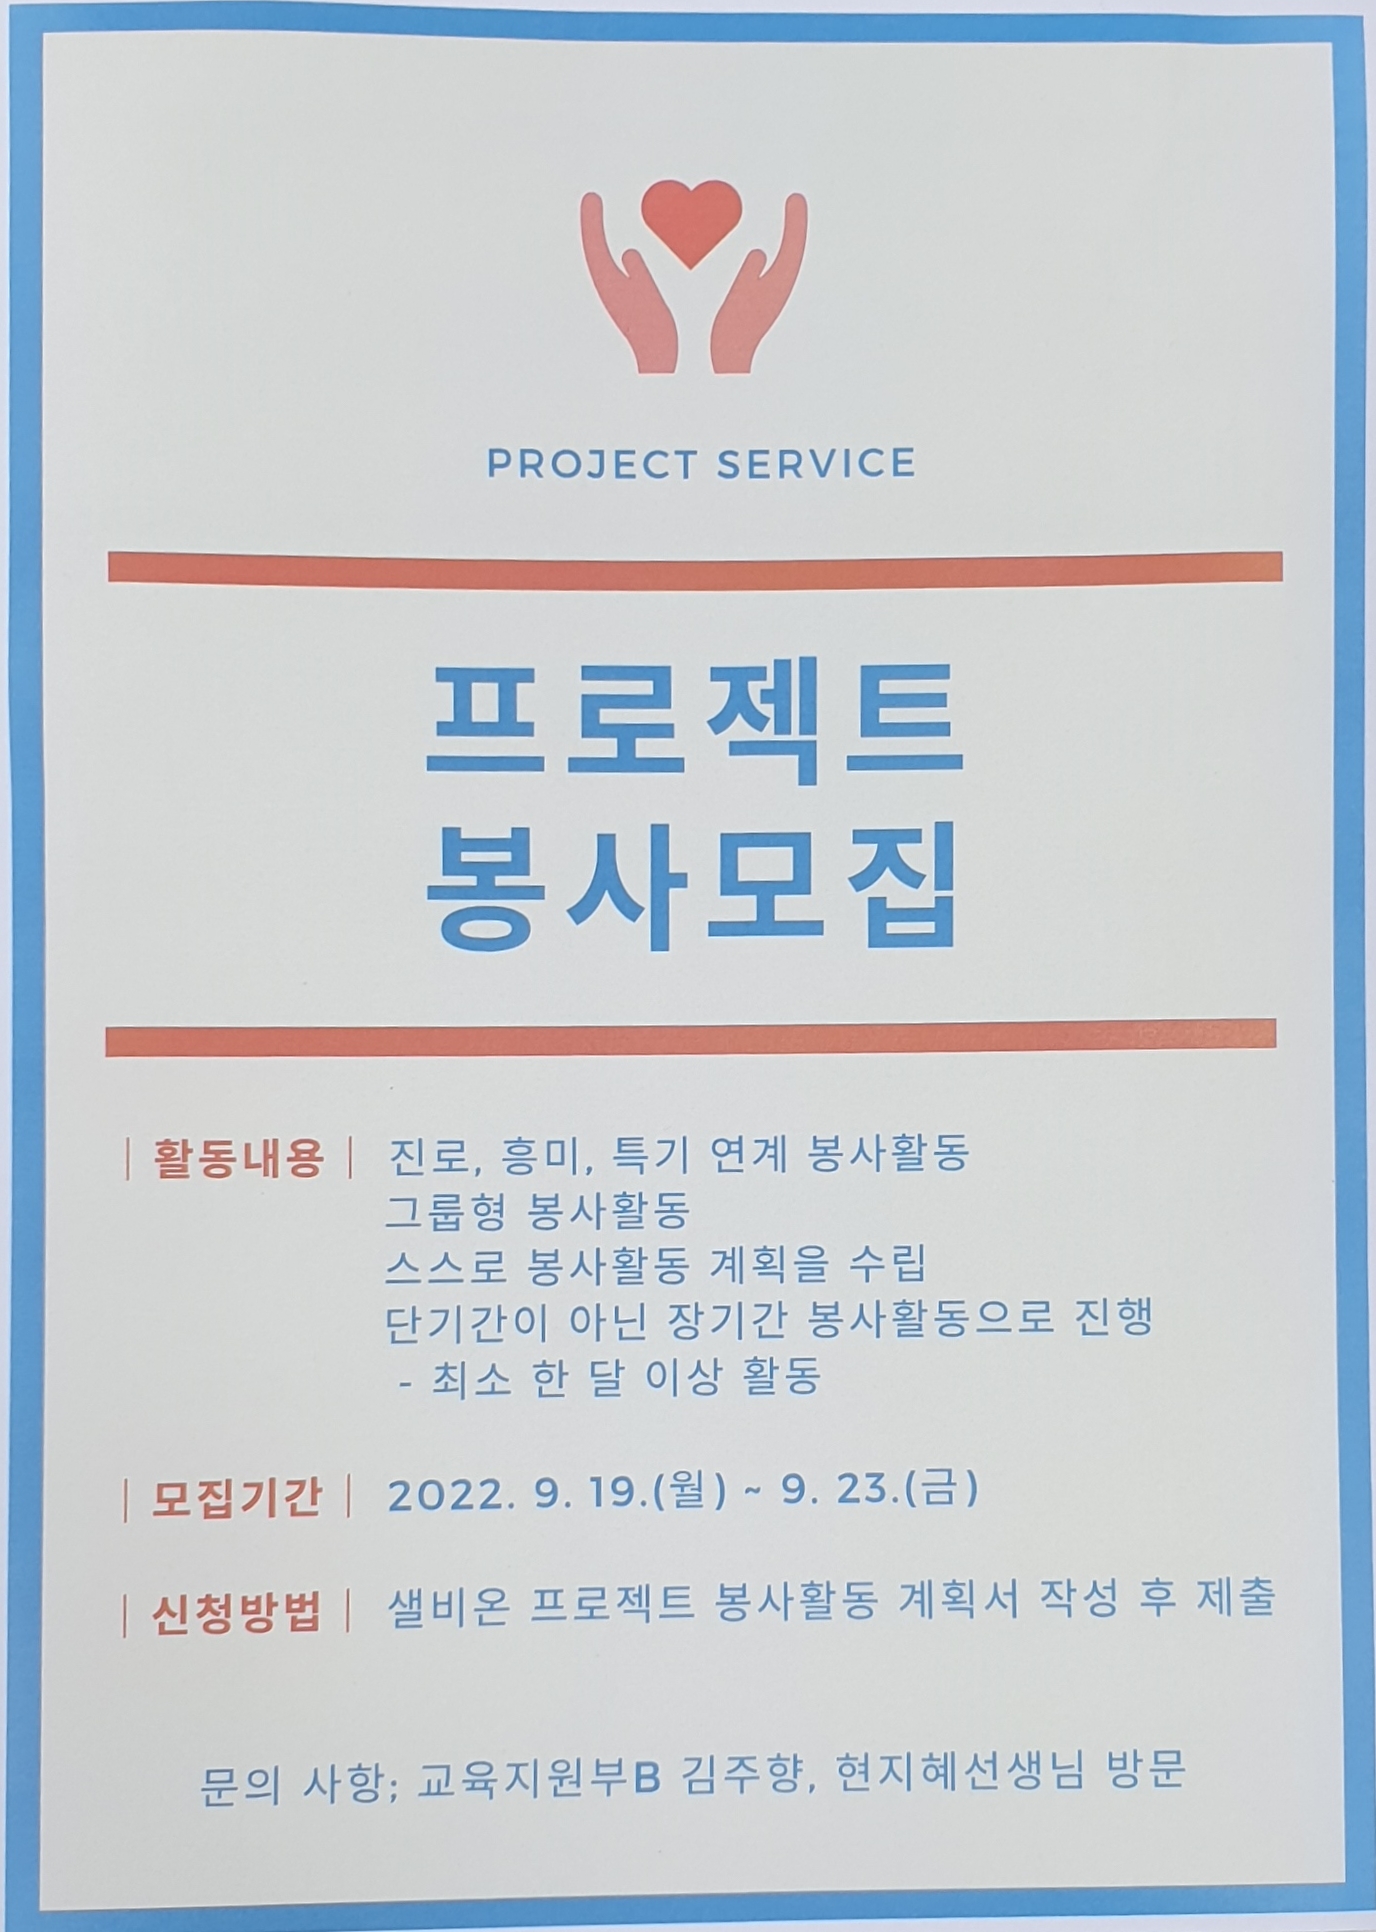 PROJECT SERVICE
프로젝트
봉사모집
| 활동내용 | 진로, 흥미, 특기 연계 봉사활동
그룹형 봉사활동
스스로 봉사활동 계획을 수립
단기간이 아닌 장기간 봉사활동으로 진행
- 최소 한 달 이상 활동
| 모집기간 | 2022. 9. 19.(월) ~ 9. 23.(금)
| 신청방법 | 샐비온 프로젝트 봉사활동 계획서 작성 후 제출
문의 사항; 교육지원부B 김주향, 현지혜선생님 방문